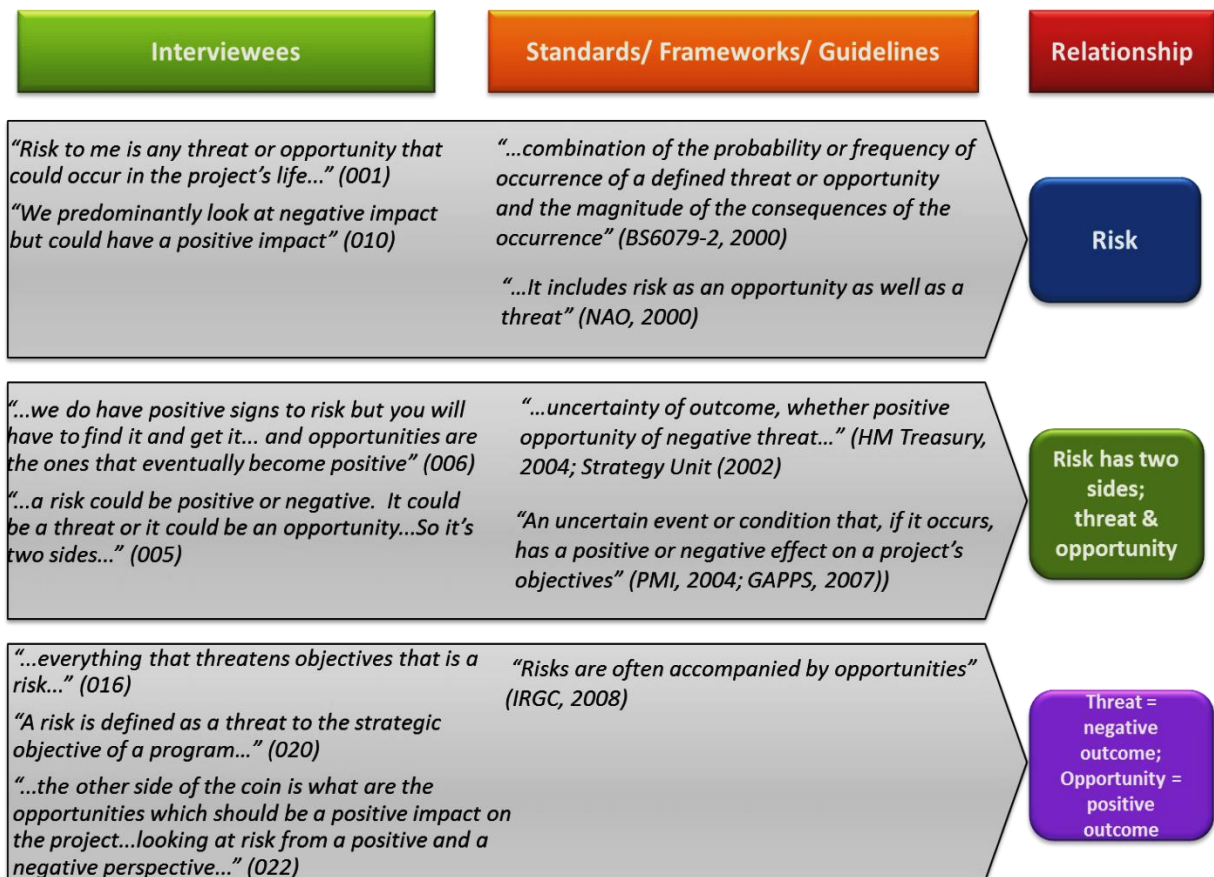 Interviewees
Standards/ Frameworks/ Guidelines
Relationship
“Risk to me is any threat or opportunity that
could occur in the project’s life...” (001)
“We predominantly look at negative impact
but could have a positive impact” (010)
“...combination of the probability or frequency of
occurrence of a defined threat or opportunity
and the magnitude of the consequences of the
occurrence” (BS6079-2, 2000)
“...It includes risk as an opportunity as well as a
threat” (NAO, 2000)
Risk
“...we do have positive signs to risk but you will
have to find it and get it... and opportunities are
the ones that eventually become positive” (006)
“...a risk could be positive or negative. It could
be a threat or it could be an opportunity...So it’s
two sides...” (005)
“...uncertainty of outcome, whether positive
opportunity of negative threat...” (HM Treasury,
2004; Strategy Unit (2002)
“An uncertain event or condition that, if it occurs,
has a positive or negative effect on a project’s
objectives” (PMI, 2004; GAPPS, 2007))
Risk has two
sides;
threat &
opportunity
“...everything that threatens objectives that is a
risk...” (016)
“A risk is defined as a threat to the strategic
objective of a program...” (020)
“...the other side of the coin is what are the
opportunities which should be a positive impact on
the project...looking at risk from a positive and a
negative perspective...” (022)
“Risks are often accompanied by opportunities”
(IRGC, 2008)
Threat =
negative
outcome;
Opportunity =
positive
outcome